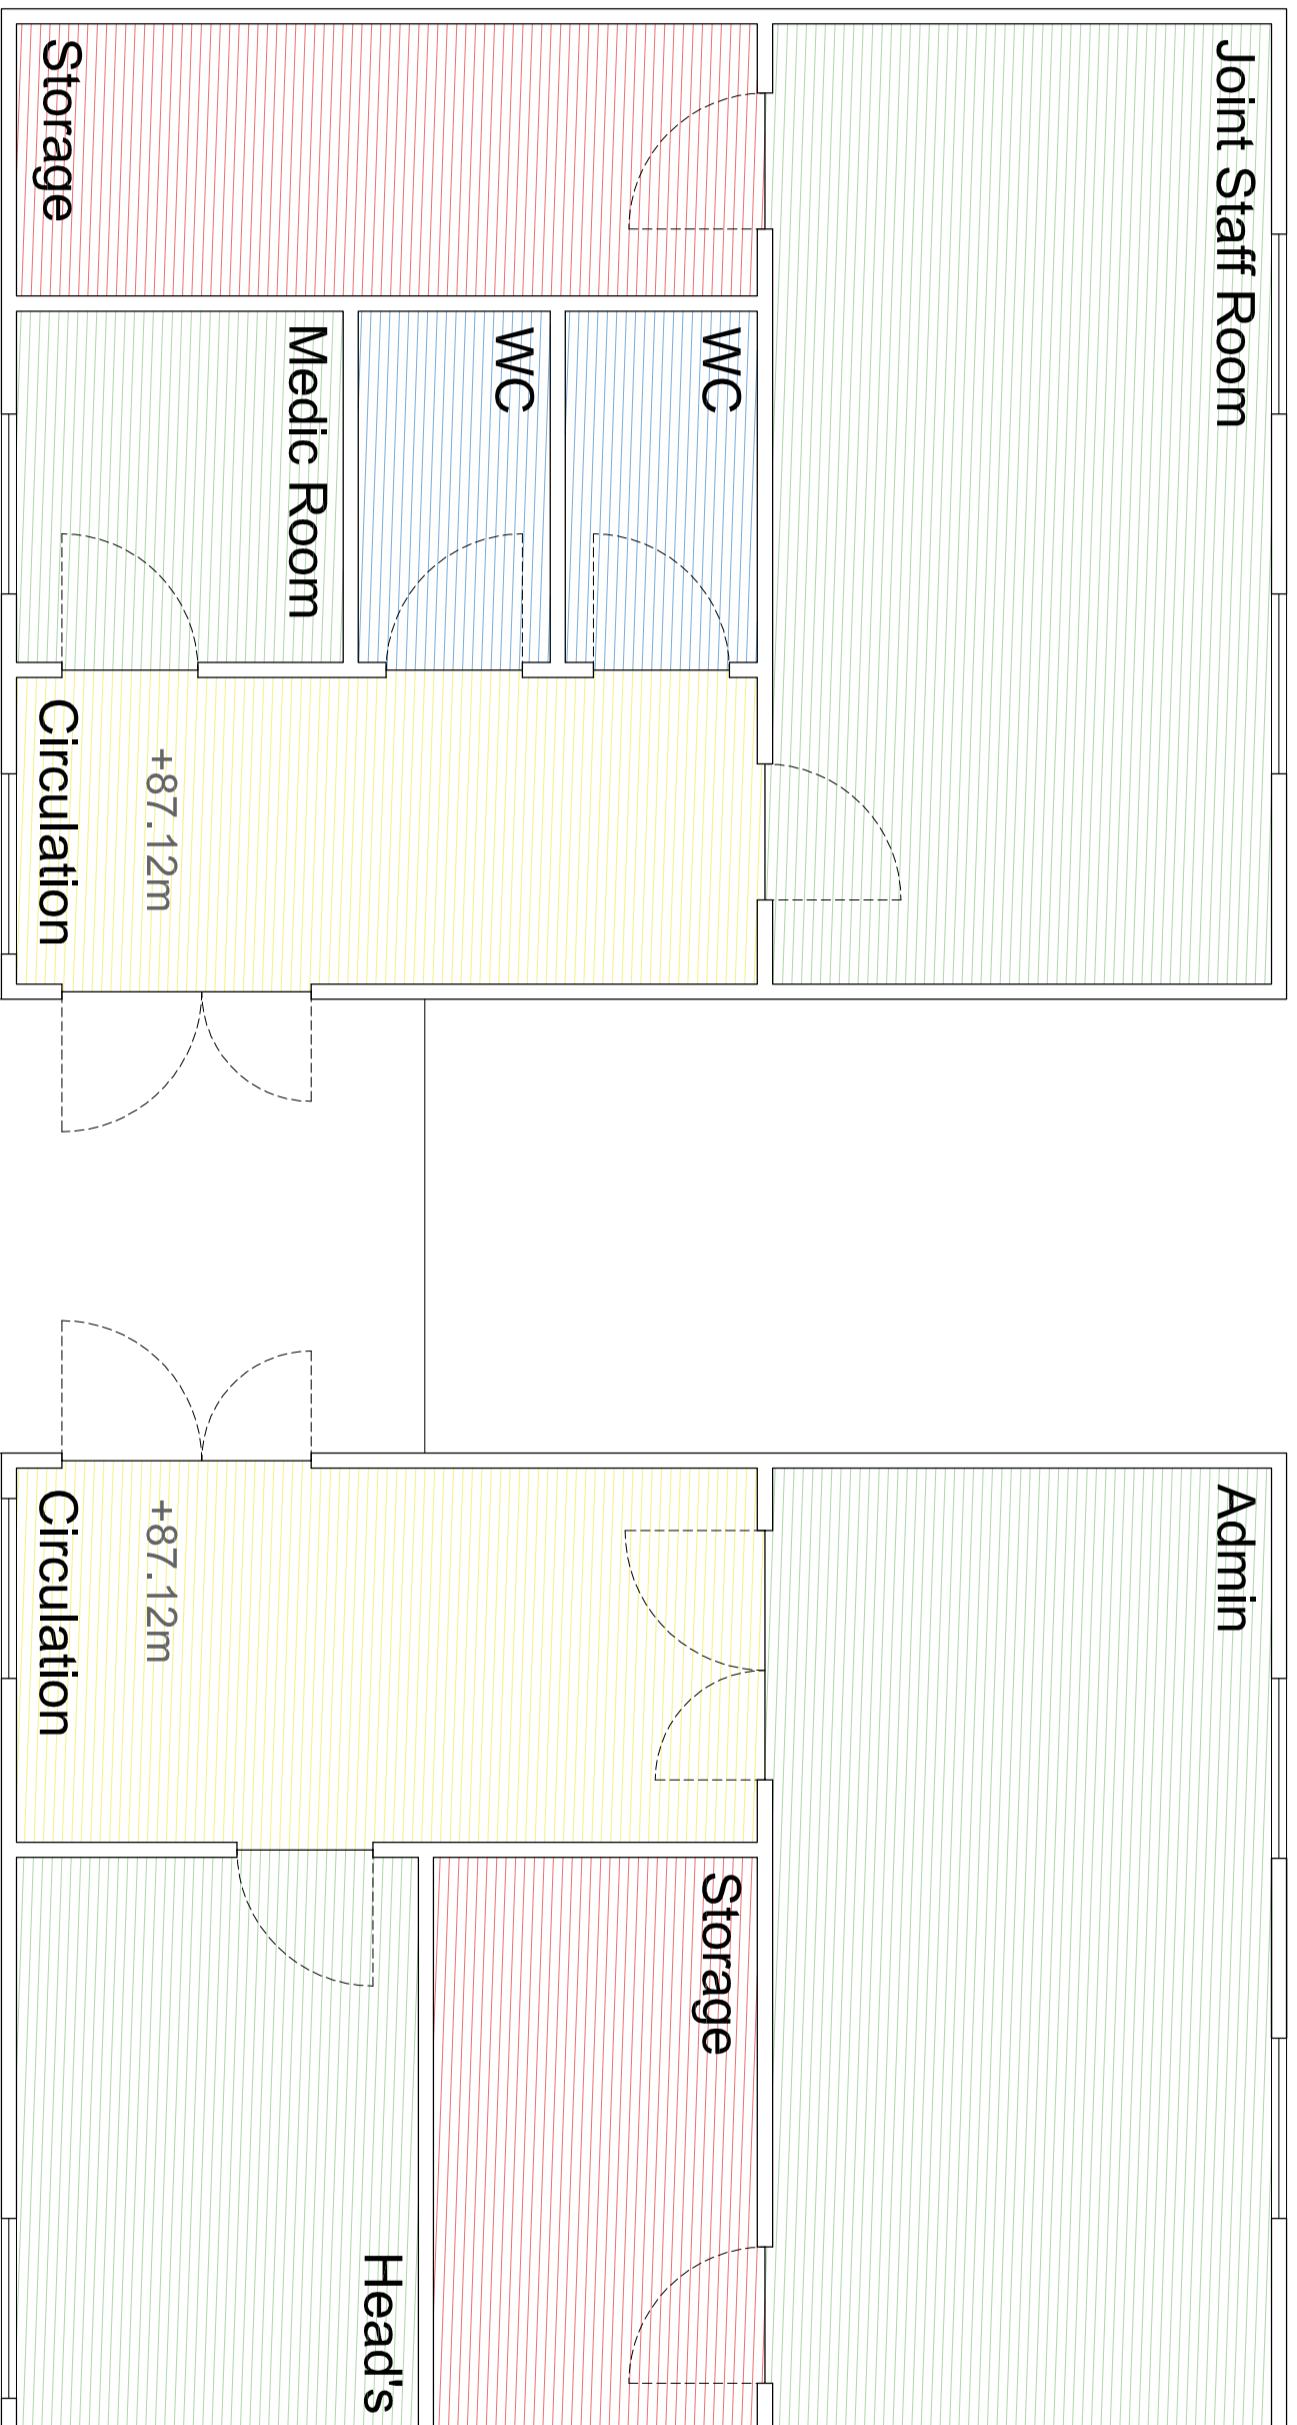 Joint Staff Room
Admin
WC
Storage
WC
Medic Room
Head's
Storage
Circulation
+87.12m
Circulation
+87.12m